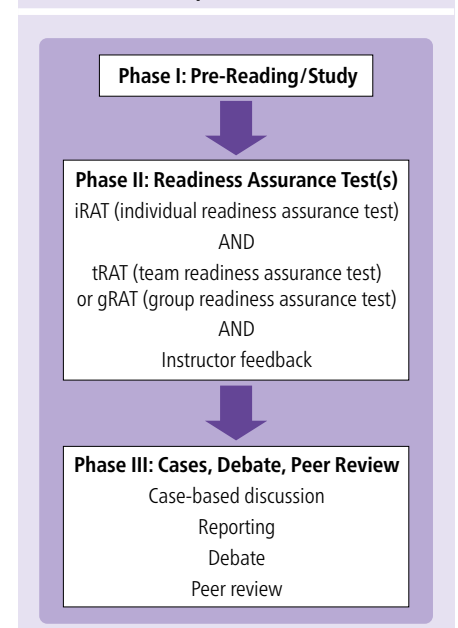 Phase I: Pre-Reading/Study
Phase II: Readiness Assurance Test(s)
iRAT (individual readiness assurance test)
AND
tRAT (team readiness assurance test)
or gRAT (group readiness assurance test)
AND
Instructor feedback
Phase III: Cases, Debate, Peer Review
Case-based discussion
Reporting
Debate
Peer review